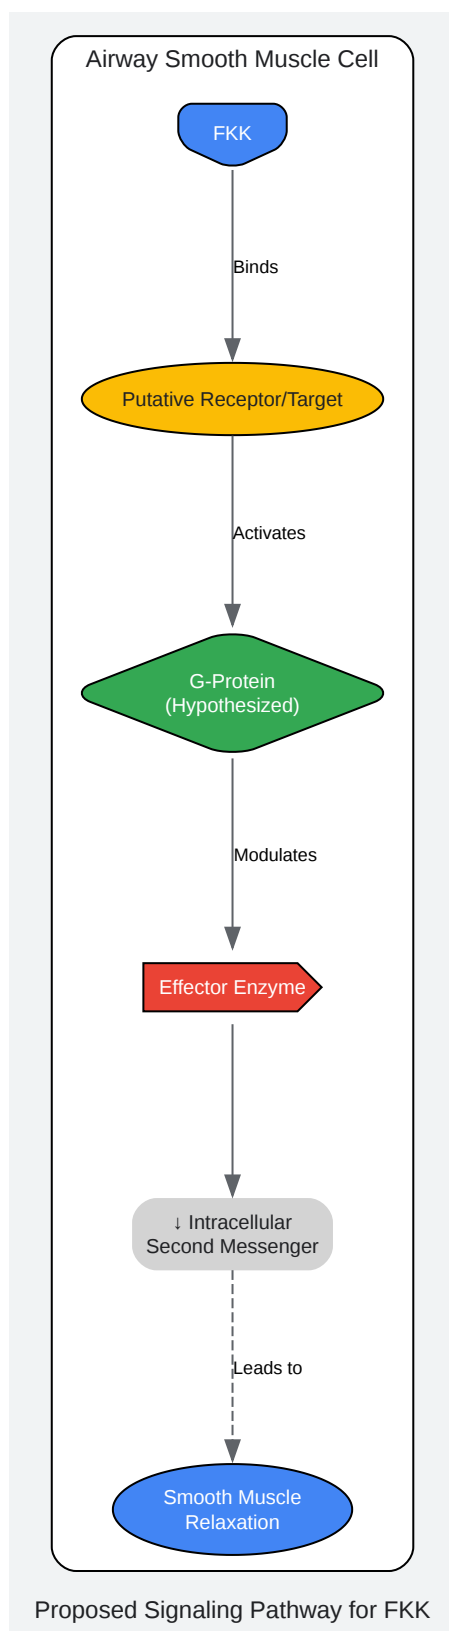 Airway Smooth Muscle Cell
FKK
Binds
Putative Receptor/Target
Activates
G-Protein
(Hypothesized)
Modulates
Effector Enzyme
↓ Intracellular
Second Messenger
Leads to
Smooth Muscle
Relaxation
Proposed Signaling Pathway for FKK